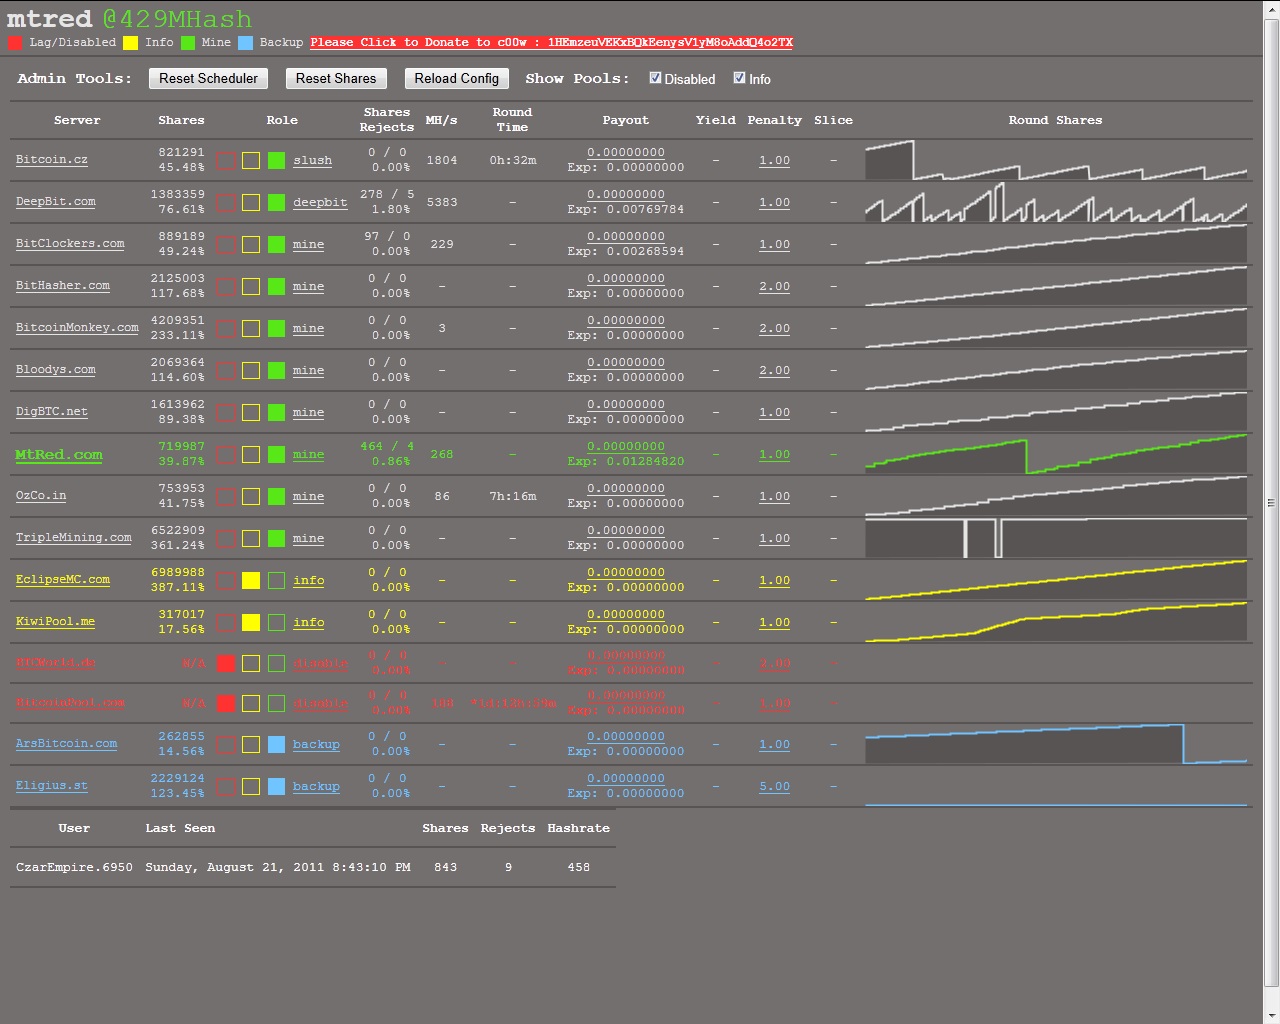 mtred @429MHash
Lag/Disabled Info Mine Backup Please Click to Donate to c00w : 1HEmzeuVEKxBQkEenysV1yM8oAddQ4o2TX
Admin Tools: Reset Scheduler Reset Shares Reload Config Show Pools: Disabled Info
Server Shares Role Shares Rejects MH/s Round Time Payout Yield Penalty Slice Round Shares
Bitcoin.cz 821291 45.48% slush 0 / 0 0.00% 1804 0h:32m 0.00000000 Exp: 0.00000000 - 1.00 -
DeepBit.com 1383359 76.61% deepbit 278 / 5 1.80% 5383 - 0.00000000 Exp: 0.00769784 - 1.00 -
BitClockers.com 889189 49.24% mine 97 / 0 0.00% 229 - 0.00000000 Exp: 0.00268594 - 1.00 -
BitHasher.com 2125003 117.68% mine 0 / 0 0.00% - - 0.00000000 Exp: 0.00000000 - 2.00 -
BitcoinMonkey.com 4209351 233.11% mine 0 / 0 0.00% 3 - 0.00000000 Exp: 0.00000000 - 2.00 -
Bloodys.com 2069364 114.60% mine 0 / 0 0.00% - - 0.00000000 Exp: 0.00000000 - 2.00 -
DigBTC.net 1613962 89.38% mine 0 / 0 0.00% - - 0.00000000 Exp: 0.00000000 - 1.00 -
MtRed.com 719987 39.87% mine 464 / 4 0.86% 268 - 0.00000000 Exp: 0.01284820 - 1.00 -
OzCo.in 753953 41.75% mine 0 / 0 0.00% 86 7h:16m 0.00000000 Exp: 0.00000000 - 1.00 -
TripleMining.com 6522909 361.24% mine 0 / 0 0.00% - - 0.00000000 Exp: 0.00000000 - 1.00 -
EclipseMC.com 6989988 387.11% info 0 / 0 0.00% - - 0.00000000 Exp: 0.00000000 - 1.00 -
KiwiPool.me 317017 17.56% info 0 / 0 0.00% - - 0.00000000 Exp: 0.00000000 - 1.00 -
BTCWorld.de N/A disable 0 / 0 0.00% - - 0.00000000 Exp: 0.00000000 - 2.00 -
BitcoinPool.com N/A disable 0 / 0 0.00% 0.00000000 Exp: 0.00000000 - 1.00 -
ArsBitcoin.com 262855 14.56% backup 0 / 0 0.00% - - 0.00000000 Exp: 0.00000000 - 1.00 -
Eligius.st 2229124 123.45% backup 0 / 0 0.00% - - 0.00000000 Exp: 0.00000000 - 5.00 -
User Last Seen Shares Rejects Hashrate
CzarEmpire.6950 Sunday, August 21, 2011 8:43:10 PM 843 9 458